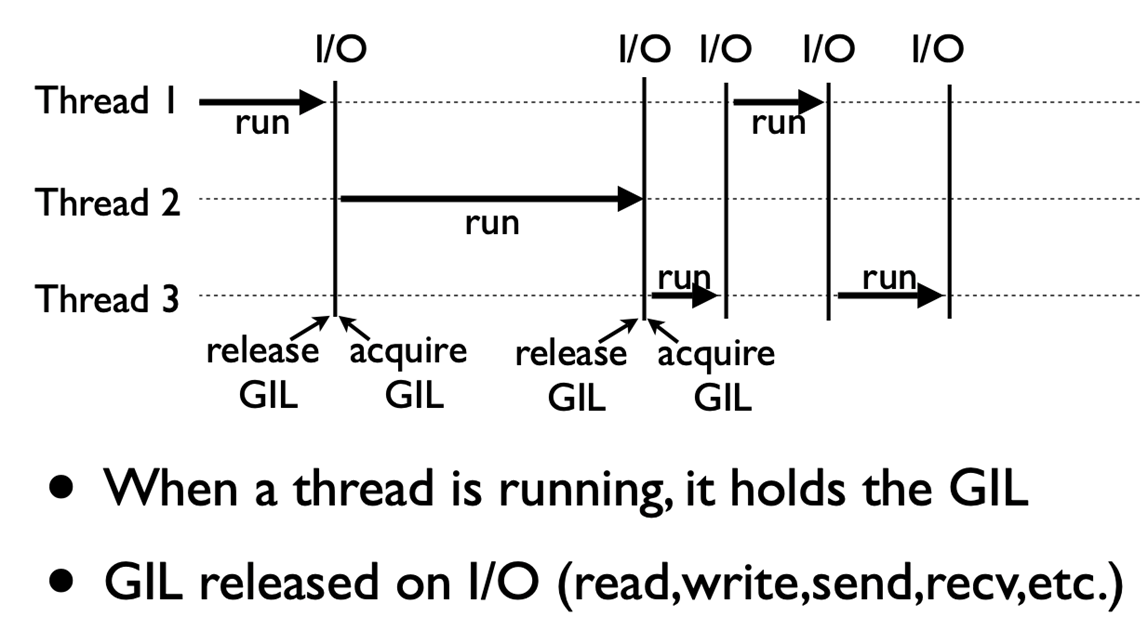 I/O I/O I/O I/O I/O
Thread 1
run run
Thread 2
run
run run
Thread 3
release acquire release acquire
GIL GIL GIL GIL
• When a thread is running, it holds the GIL
• GIL released on I/O (read,write,send,recv,etc.)